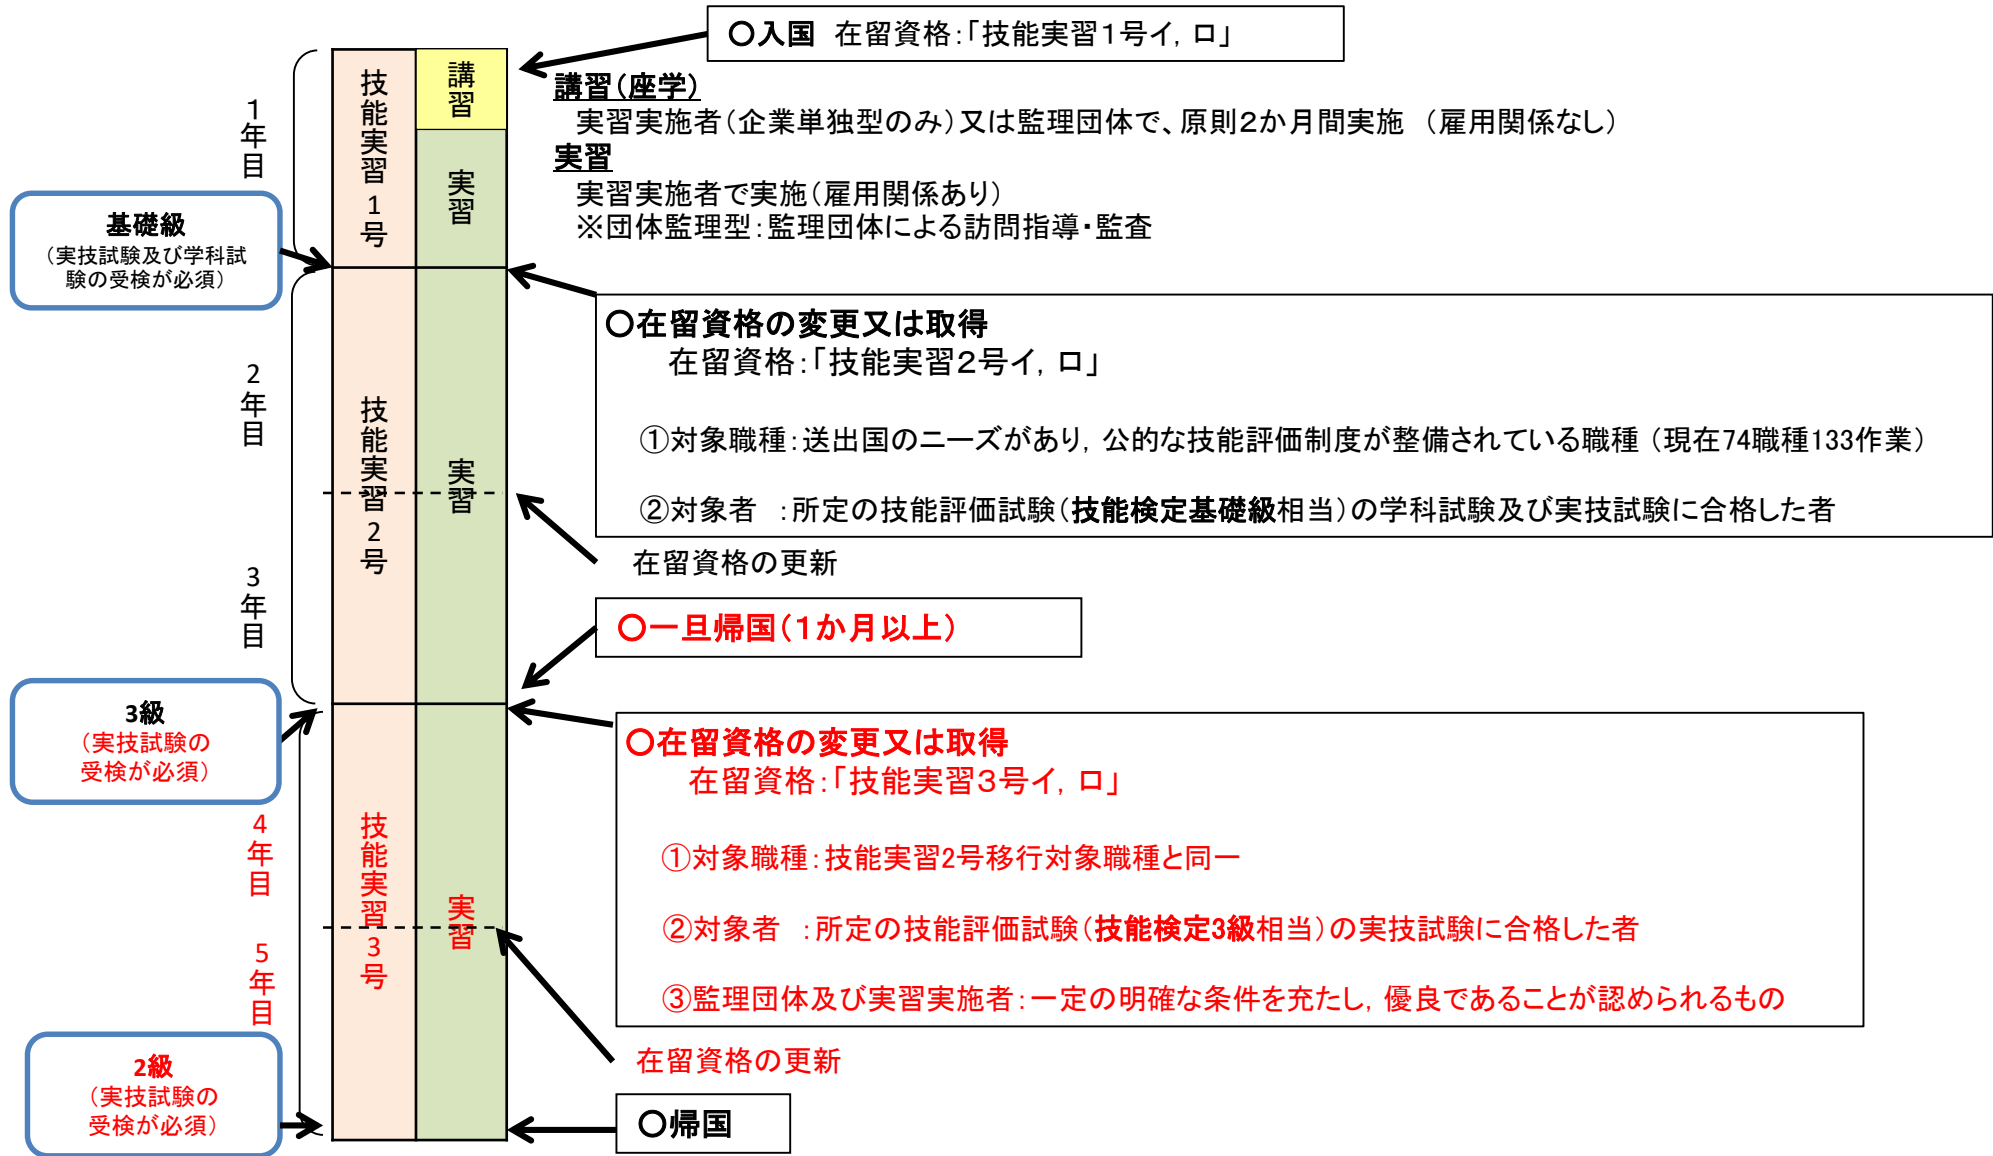 〇入国 在留資格:「技能実習1号イ, ロ」
講習(座学)
実習実施者(企業単独型のみ)又は監理団体で、原則2か月間実施 (雇用関係なし)
実習
実習実施者で実施(雇用関係あり)
※団体監理型:監理団体による訪問指導・監査
1年目
技能実習1号
講習
実習
基礎級
(実技試験及び学科試
験の受検が必須)
〇在留資格の変更又は取得
在留資格:「技能実習2号イ, ロ」
①対象職種:送出国のニーズがあり, 公的な技能評価制度が整備されている職種 (現在74職種133作業)
②対象者 :所定の技能評価試験(技能検定基礎級相当)の学科試験及び実技試験に合格した者
2年目
技能実習2号
実習
在留資格の更新
3年目
〇一旦帰国(1か月以上)
3級
(実技試験の
受検が必須)
〇在留資格の変更又は取得
在留資格:「技能実習3号イ, ロ」
①対象職種:技能実習2号移行対象職種と同一
②対象者 :所定の技能評価試験(技能検定3級相当)の実技試験に合格した者
③監理団体及び実習実施者:一定の明確な条件を充たし, 優良であることが認められるもの
4年目
技能実習3号
実習
5年目
在留資格の更新
2級
(実技試験の
受検が必須)
〇帰国